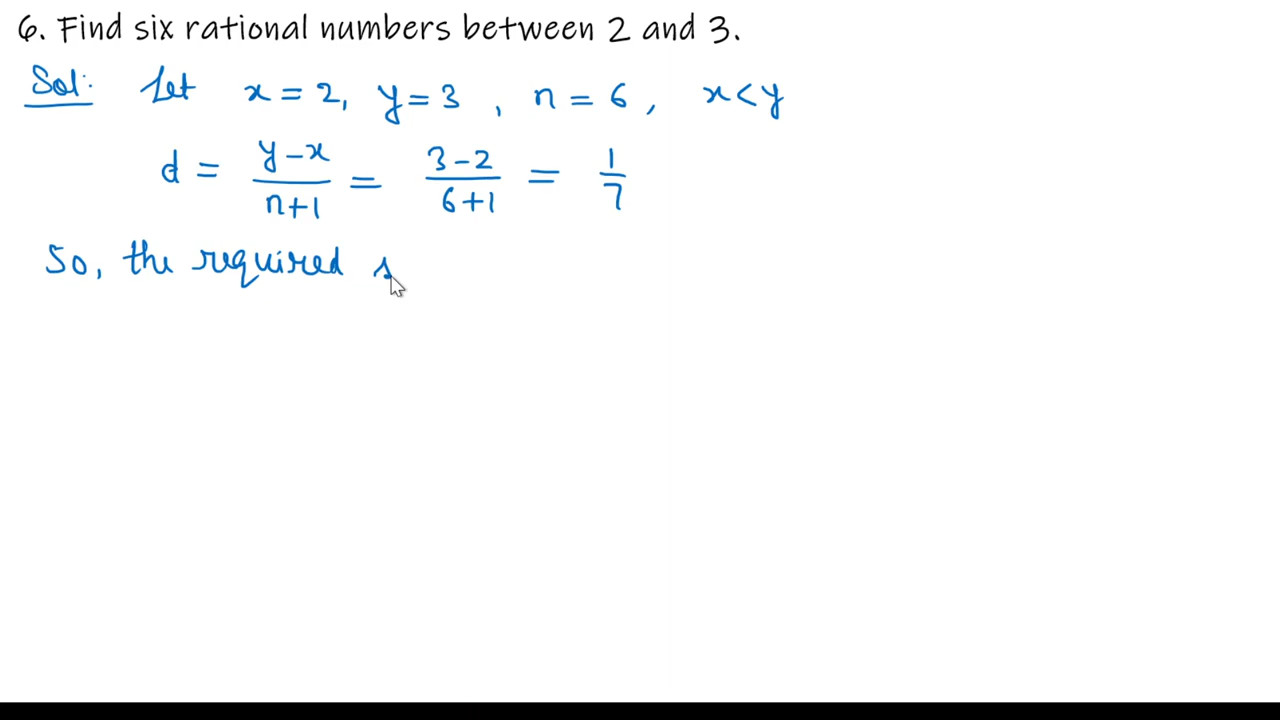 6. Find six rational numbers between 2 and 3.
Sol: Let x = 2, y = 3, n = 6, x < y
d = (y-x)/(n+1) = (3-2)/(6+1) = 1/7
So, the required